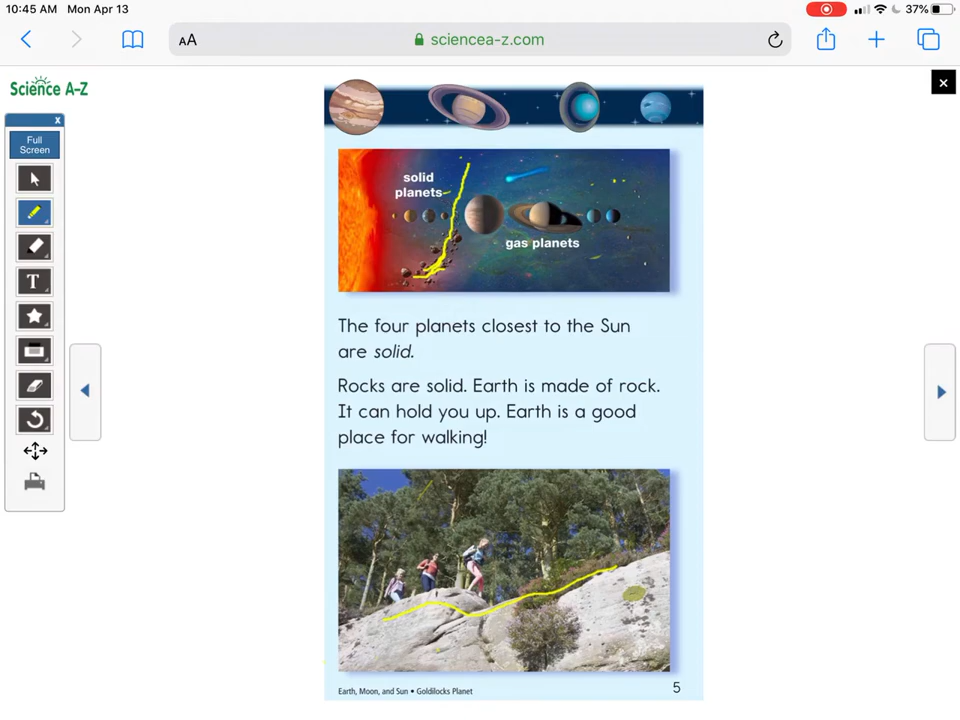 10:45 AM Mon Apr 13
37%
AA
sciencea-z.com
Science A-Z
x
Full
Screen
T
solid
planets
gas planets
The four planets closest to the Sun
are solid.
Rocks are solid. Earth is made of rock.
It can hold you up. Earth is a good
place for walking!
Earth, Moon, and Sun • Goldilocks Planet
5